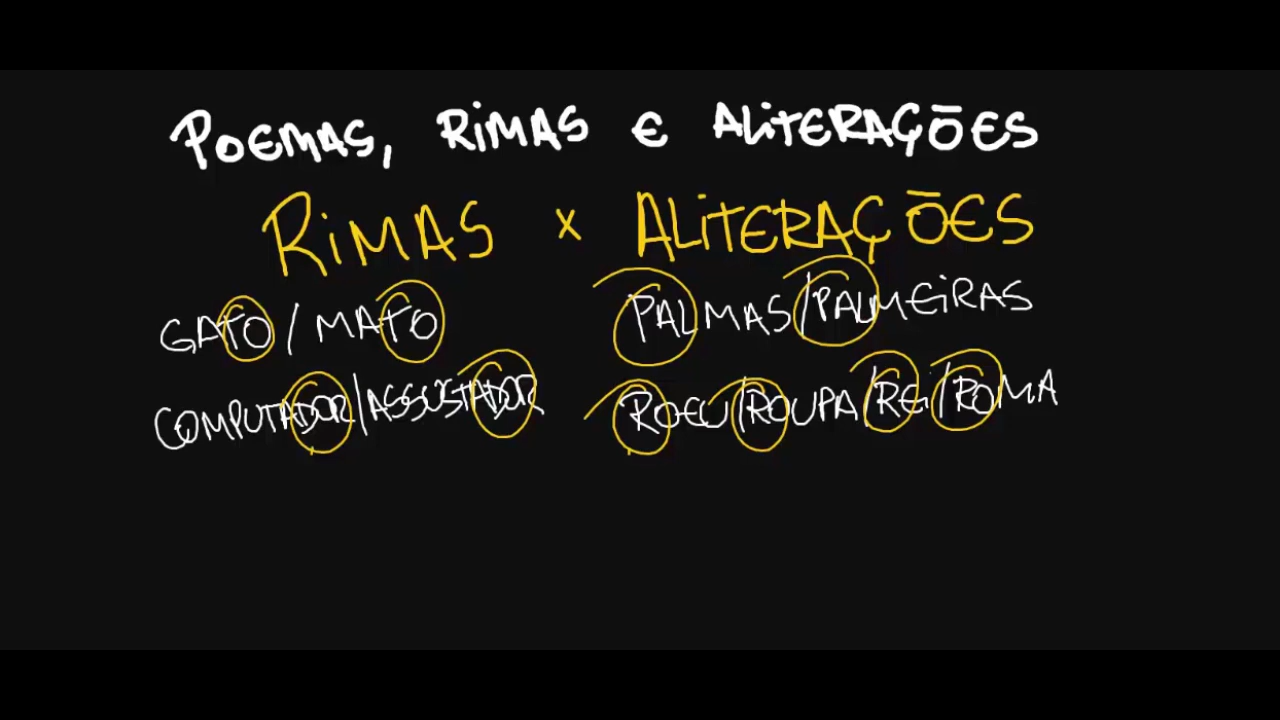 POEMAS, RIMAS E ALITERAÇÕES
RIMAS x ALITERAÇÕES
GATO / MATO PALMAS/PALMEIRAS
COMPUTADOR/ASSUSTADOR ROEU/ROUPA/REI/ROMA